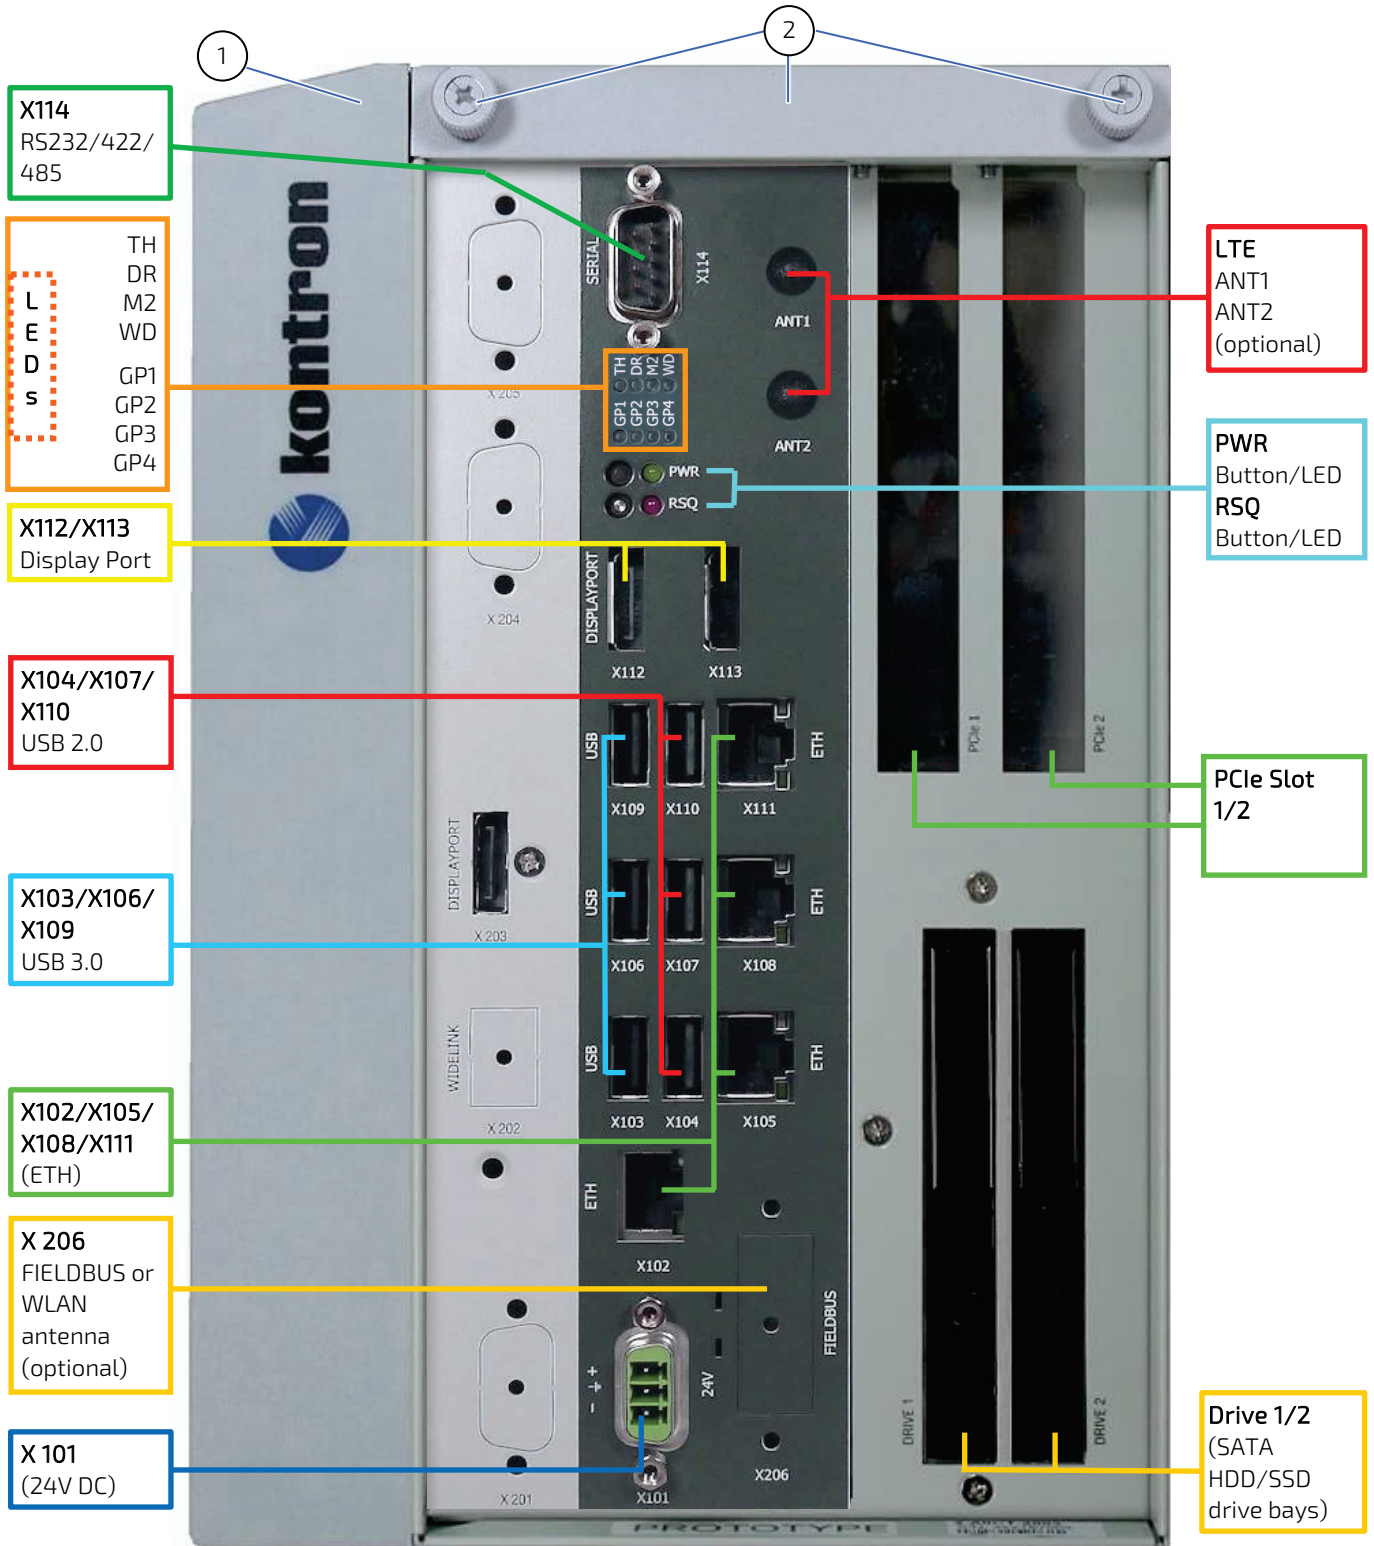 1
2
X114
RS232/422/
485
TH
DR
M2
WD
GP1
GP2
GP3
GP4
L
E
D
s
X112/X113
Display Port
X104/X107/
X110
USB 2.0
X103/X106/
X109
USB 3.0
X102/X105/
X108/X111
(ETH)
X 206
FIELDBUS or
WLAN
antenna
(optional)
X 101
(24V DC)
kontron
X 205
X 204
DISPLAYPORT
X 203
WIDELINK
X 202
X 201
SERIAL
X114
ANT1
ANT2
TH
DR
M2
WD
GP1
GP2
GP3
GP4
PWR
RSQ
DISPLAYPORT
X112
X113
USB
ETH
X109
X110
X111
USB
ETH
X106
X107
X108
USB
ETH
X103
X104
X105
ETH
X102
24V
+
−
X101
FIELDBUS
X206
PCIe 1
PCIe 2
DRIVE 1
DRIVE 2
PROTOTYPE
LTE
ANT1
ANT2
(optional)
PWR
Button/LED
RSQ
Button/LED
PCIe Slot
1/2
Drive 1/2
(SATA
HDD/SSD
drive bays)